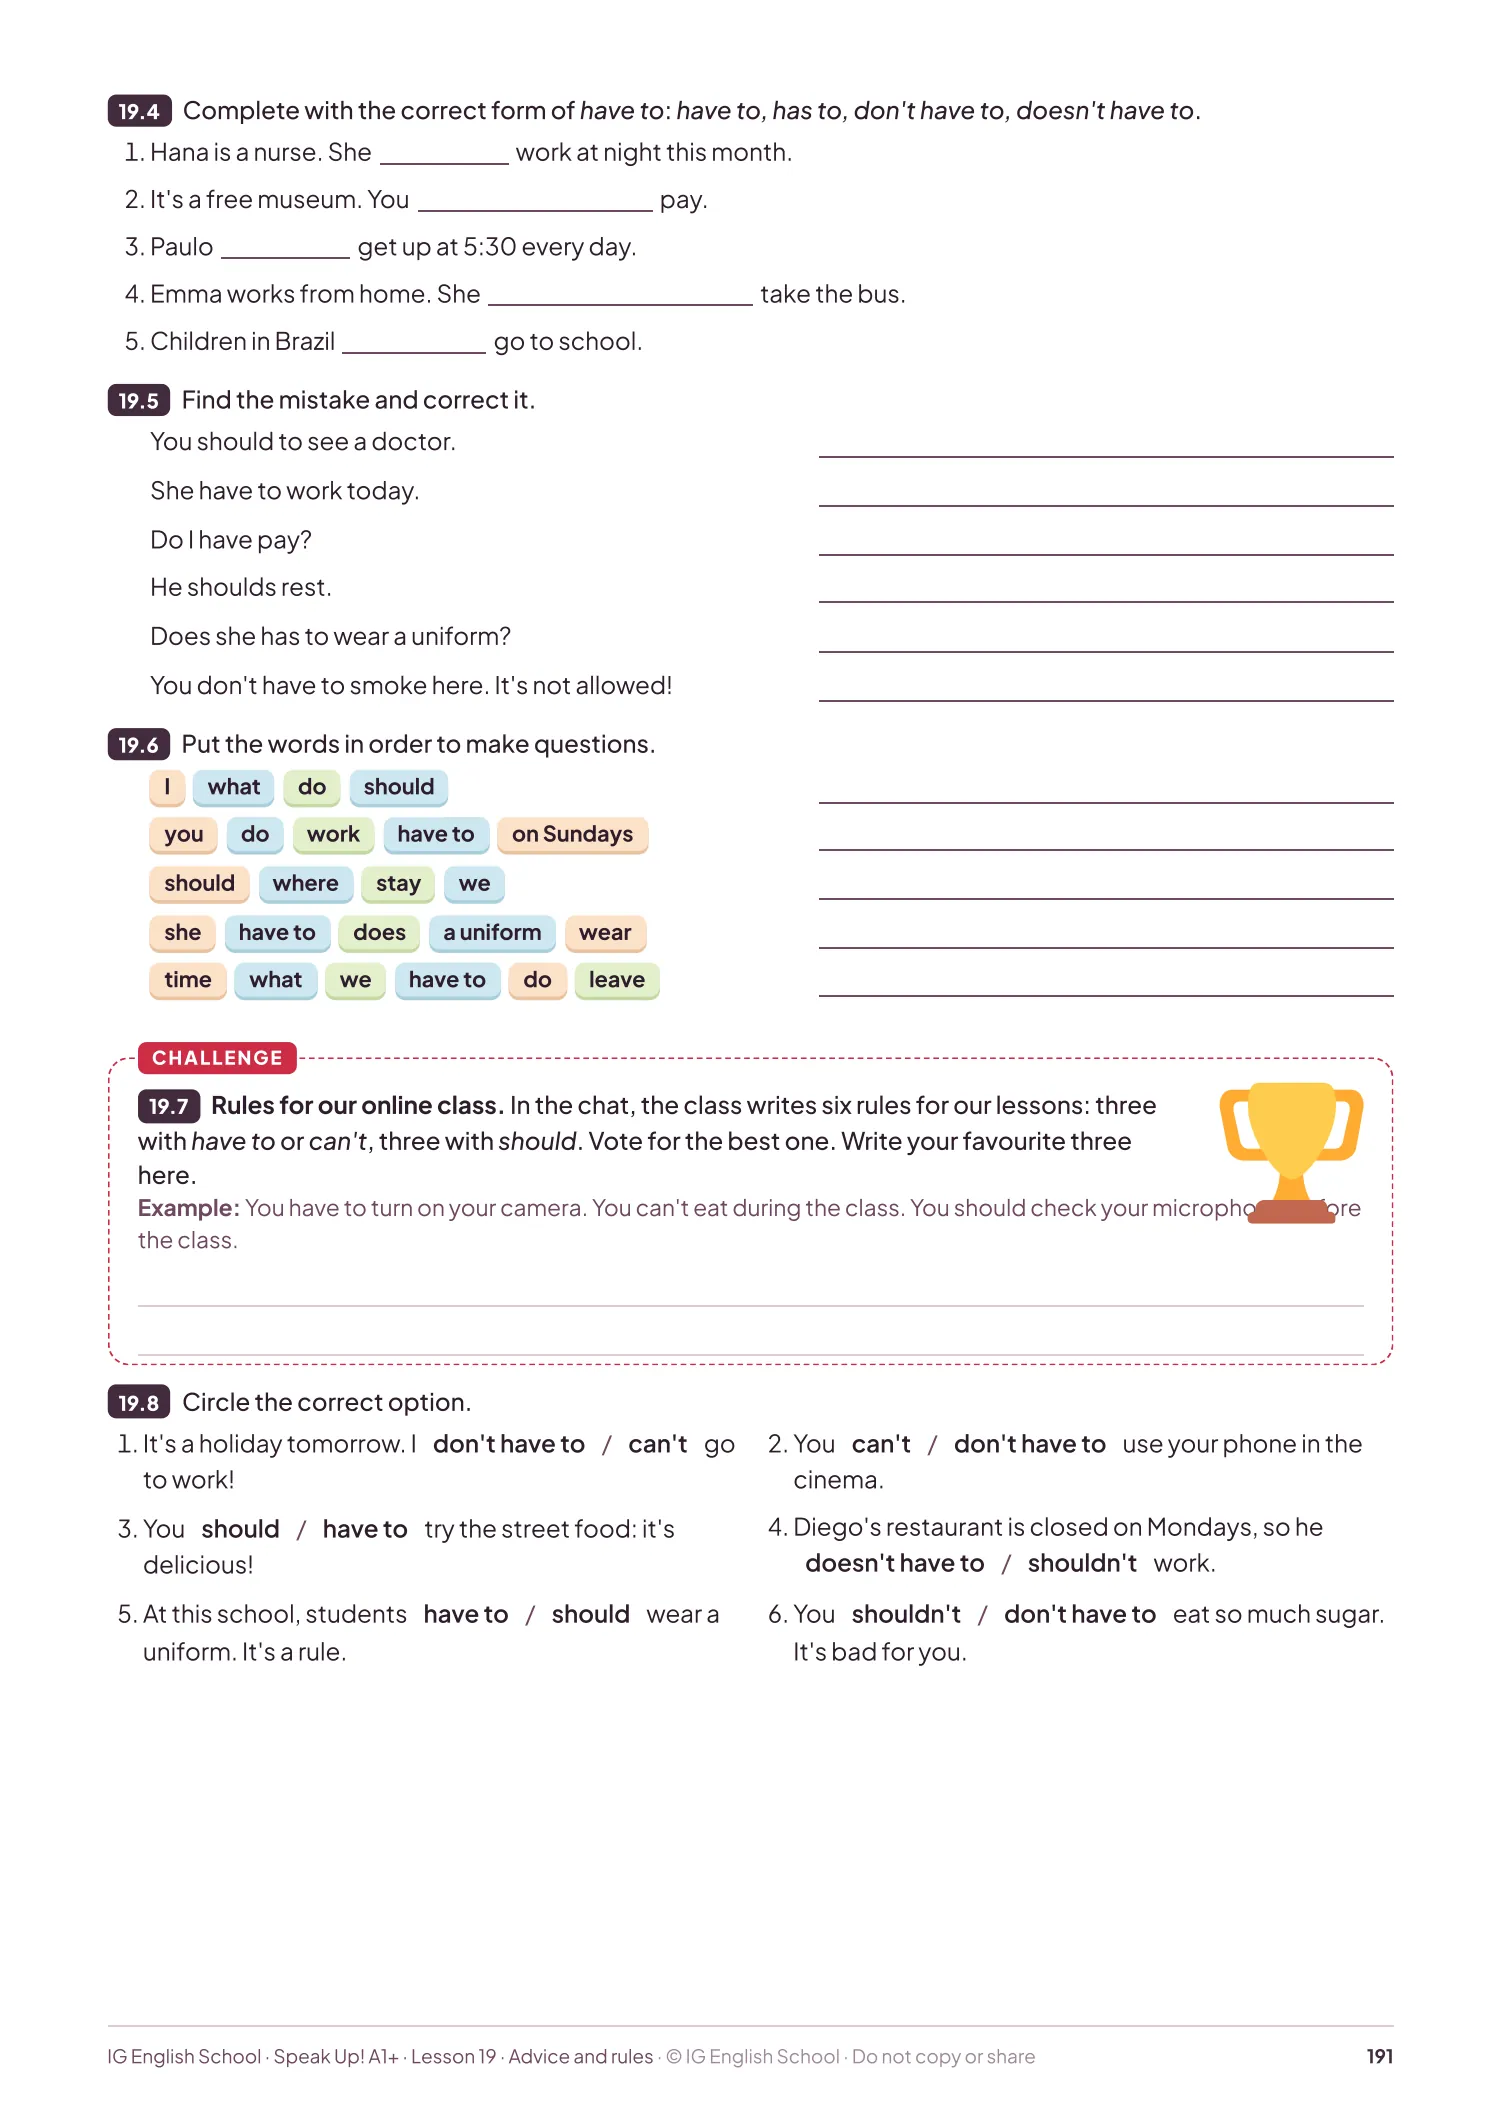 19.4 Complete with the correct form of have to: have to, has to, don't have to, doesn't have to.
1. Hana is a nurse. She work at night this month.
2. It's a free museum. You pay.
3. Paulo get up at 5:30 every day.
4. Emma works from home. She take the bus.
5. Children in Brazil go to school.
19.5 Find the mistake and correct it.
You should to see a doctor.
She have to work today.
Do I have pay?
He shoulds rest.
Does she has to wear a uniform?
You don't have to smoke here. It's not allowed!
19.6 Put the words in order to make questions.
I what do should
you do work have to on Sundays
should where stay we
she have to does a uniform wear
time what we have to do leave
CHALLENGE
19.7 Rules for our online class. In the chat, the class writes six rules for our lessons: three
with have to or can't, three with should. Vote for the best one. Write your favourite three
here.
Example: You have to turn on your camera. You can't eat during the class. You should check your
the class.
19.8 Circle the correct option.
1. It's a holiday tomorrow. I don't have to / can't go
to work!
2. You can't / don't have to use your phone in the
cinema.
3. You should / have to try the street food: it's
delicious!
4. Diego's restaurant is closed on Mondays, so he
doesn't have to / shouldn't work.
5. At this school, students have to / should wear a
uniform. It's a rule.
6. You shouldn't / don't have to eat so much sugar.
It's bad for you.
IG English School · Speak Up! A1+ · Lesson 19 · Advice and rules · © IG English School · Do not copy or share 191